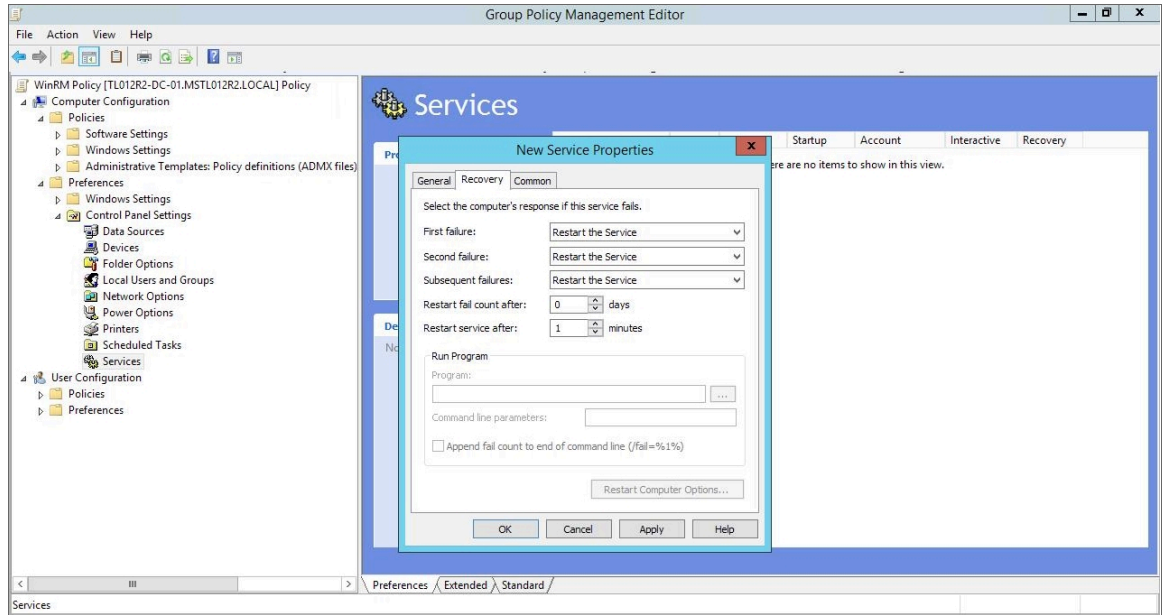 Group Policy Management Editor
File Action View Help
WinRM Policy [TL012R2-DC-01.MSTL012R2.LOCAL] Policy
Computer Configuration
Policies
Software Settings
Windows Settings
Administrative Templates: Policy definitions (ADMX files)
Preferences
Windows Settings
Control Panel Settings
Data Sources
Devices
Folder Options
Local Users and Groups
Network Options
Power Options
Printers
Scheduled Tasks
Services
User Configuration
Policies
Preferences
Services
Startup Account Interactive Recovery
ere are no items to show in this view.
Pro
De
No
New Service Properties
General Recovery Common
Select the computer's response if this service fails.
First failure: Restart the Service
Second failure: Restart the Service
Subsequent failures: Restart the Service
Restart fail count after: 0 days
Restart service after: 1 minutes
Run Program
Program:
...
Command line parameters:
Append fail count to end of command line (/fail=%1%)
Restart Computer Options...
OK Cancel Apply Help
Preferences Extended Standard
Services